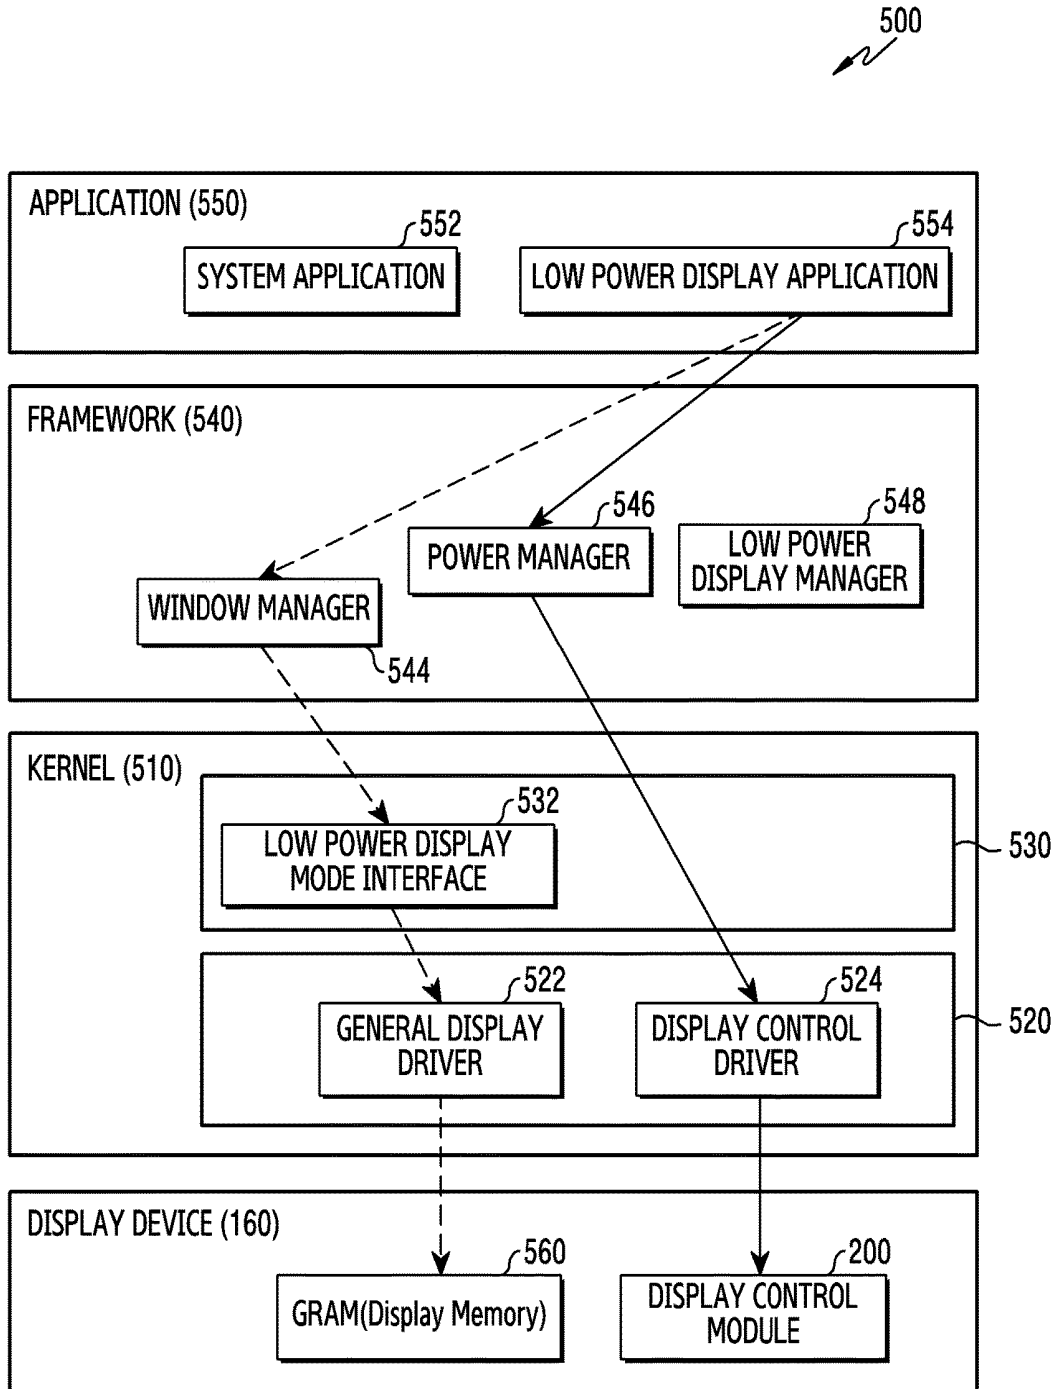 500
APPLICATION (550)
552
SYSTEM APPLICATION
554
LOW POWER DISPLAY APPLICATION
FRAMEWORK (540)
546
POWER MANAGER
548
LOW POWER
DISPLAY MANAGER
WINDOW MANAGER
544
KERNEL (510)
532
LOW POWER DISPLAY
MODE INTERFACE
530
522
GENERAL DISPLAY
DRIVER
524
DISPLAY CONTROL
DRIVER
520
DISPLAY DEVICE (160)
560
GRAM(Display Memory)
200
DISPLAY CONTROL
MODULE